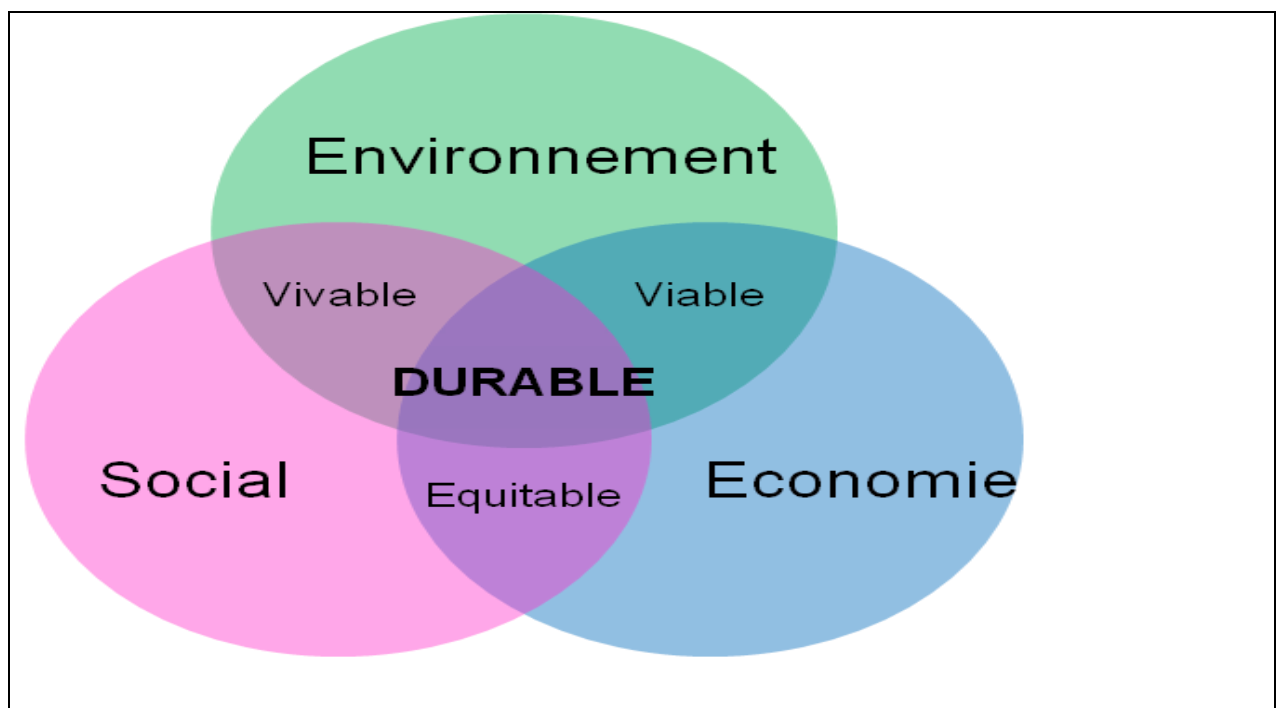 Environnement
Vivable
Viable
DURABLE
Social
Economie
Equitable